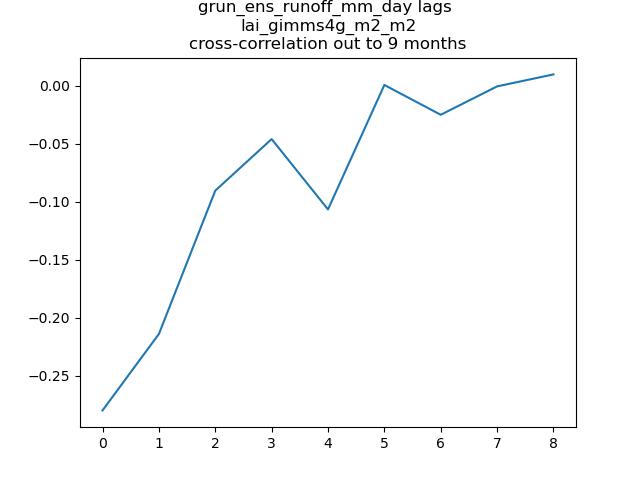 grun_ens_runoff_mm_day lags
lai_gimms4g_m2_m2
cross-correlation out to 9 months
0.00
−0.05
−0.10
−0.15
−0.20
−0.25
0 1 2 3 4 5 6 7 8